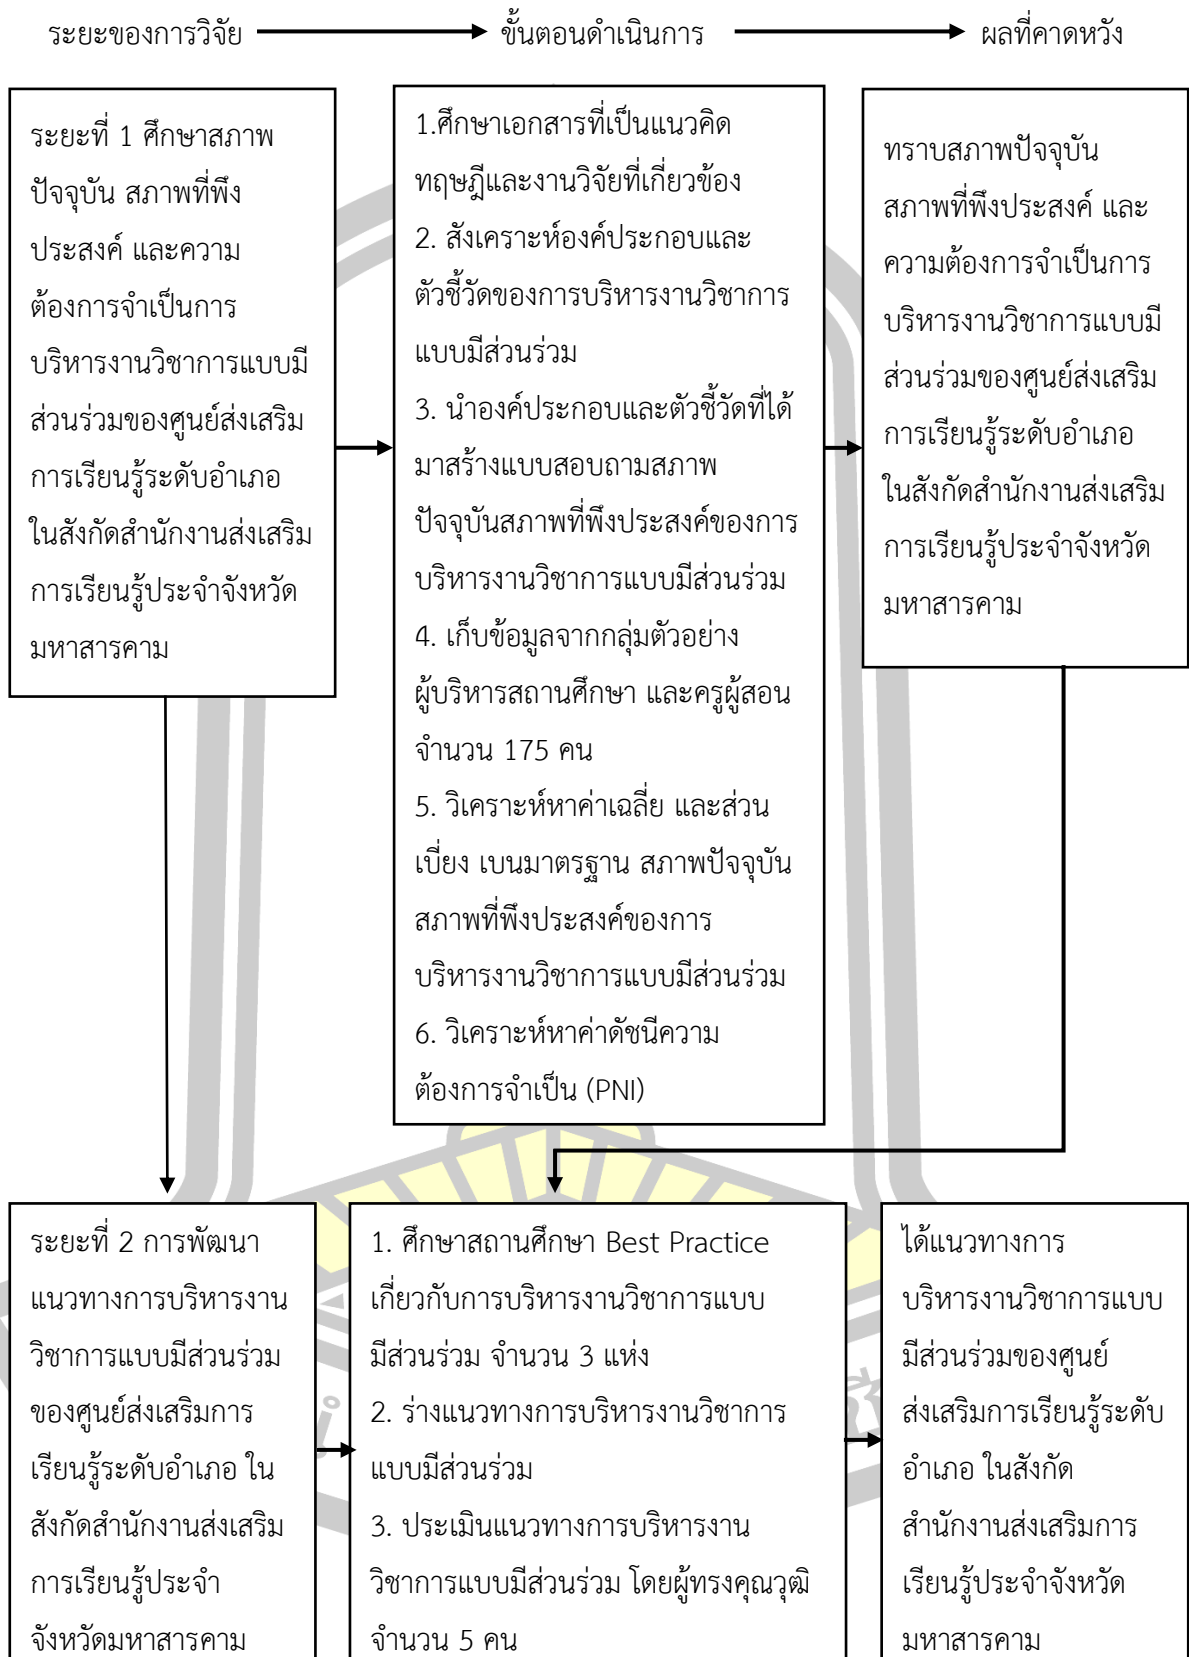 ระยะของการวิจัย ขั้นตอนดำเนินการ ผลที่คาดหวัง
ระยะที่ 1 ศึกษาสภาพ
ปัจจุบัน สภาพที่พึง
ประสงค์ และความ
ต้องการจำเป็นการ
บริหารงานวิชาการแบบมี
ส่วนร่วมของศูนย์ส่งเสริม
การเรียนรู้ระดับอำเภอ
ในสังกัดสำนักงานส่งเสริม
การเรียนรู้ประจำจังหวัด
มหาสารคาม
1.ศึกษาเอกสารที่เป็นแนวคิด
ทฤษฎีและงานวิจัยที่เกี่ยวข้อง
2. สังเคราะห์องค์ประกอบและ
ตัวชี้วัดของการบริหารงานวิชาการ
แบบมีส่วนร่วม
3. นำองค์ประกอบและตัวชี้วัดที่ได้
มาสร้างแบบสอบถามสภาพ
ปัจจุบันสภาพที่พึงประสงค์ของการ
บริหารงานวิชาการแบบมีส่วนร่วม
4. เก็บข้อมูลจากกลุ่มตัวอย่าง
ผู้บริหารสถานศึกษา และครูผู้สอน
จำนวน 175 คน
5. วิเคราะห์หาค่าเฉลี่ย และส่วน
เบี่ยง เบนมาตรฐาน สภาพปัจจุบัน
สภาพที่พึงประสงค์ของการ
บริหารงานวิชาการแบบมีส่วนร่วม
6. วิเคราะห์หาค่าดัชนีความ
ต้องการจำเป็น (PNI)
ทราบสภาพปัจจุบัน
สภาพที่พึงประสงค์ และ
ความต้องการจำเป็นการ
บริหารงานวิชาการแบบมี
ส่วนร่วมของศูนย์ส่งเสริม
การเรียนรู้ระดับอำเภอ
ในสังกัดสำนักงานส่งเสริม
การเรียนรู้ประจำจังหวัด
มหาสารคาม
ระยะที่ 2 การพัฒนา
แนวทางการบริหารงาน
วิชาการแบบมีส่วนร่วม
ของศูนย์ส่งเสริมการ
เรียนรู้ระดับอำเภอ ใน
สังกัดสำนักงานส่งเสริม
การเรียนรู้ประจำ
จังหวัดมหาสารคาม
1. ศึกษาสถานศึกษา Best Practice
เกี่ยวกับการบริหารงานวิชาการแบบ
มีส่วนร่วม จำนวน 3 แห่ง
2. ร่างแนวทางการบริหารงานวิชาการ
แบบมีส่วนร่วม
3. ประเมินแนวทางการบริหารงาน
วิชาการแบบมีส่วนร่วม โดยผู้ทรงคุณวุฒิ
จำนวน 5 คน
ได้แนวทางการ
บริหารงานวิชาการแบบ
มีส่วนร่วมของศูนย์
ส่งเสริมการเรียนรู้ระดับ
อำเภอ ในสังกัด
สำนักงานส่งเสริมการ
เรียนรู้ประจำจังหวัด
มหาสารคาม